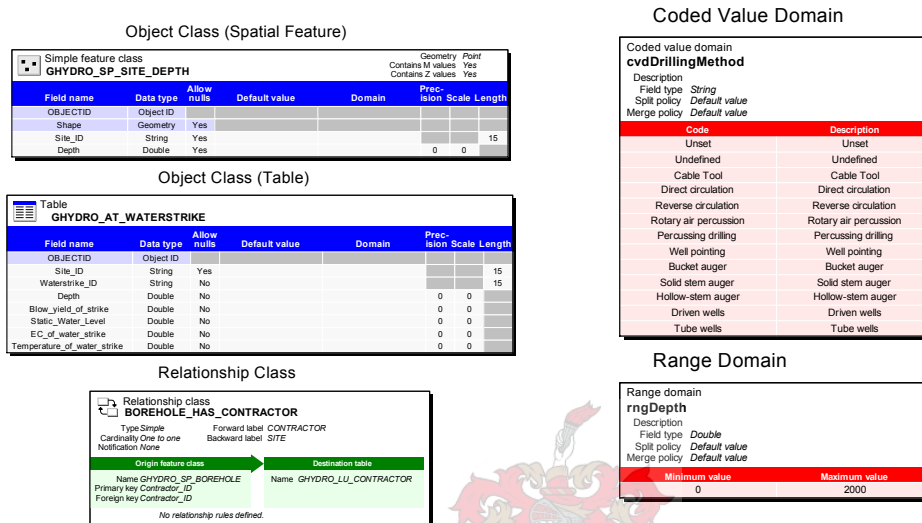 Object Class (Spatial Feature)
Simple feature class
GHYDRO_SP_SITE_DEPTH
Geometry Point
Contains M values Yes
Contains Z values Yes
Field name Data type Allow nulls Default value Domain Prec-ision Scale Length
OBJECTID Object ID
Shape Geometry Yes
Site_ID String Yes 15
Depth Double Yes 0 0
Object Class (Table)
Table
GHYDRO_AT_WATERSTRIKE
Field name Data type Allow nulls Default value Domain Prec-ision Scale Length
OBJECTID Object ID
Site_ID String Yes 15
Waterstrike_ID String No 15
Depth Double No 0 0
Blow_yield_of_strike Double No 0 0
Static_Water_Level Double No 0 0
EC_of_water_strike Double No 0 0
Temperature_of_water_strike Double No 0 0
Relationship Class
Relationship class
BOREHOLE_HAS_CONTRACTOR
Type Simple Forward label CONTRACTOR
Cardinality One to one Backward label SITE
Notification None
Origin feature class Destination table
Name GHYDRO_SP_BOREHOLE Name GHYDRO_LU_CONTRACTOR
Primary key Contractor_ID
Foreign key Contractor_ID
No relationship rules defined.
Coded Value Domain
Coded value domain
cvdDrillingMethod
Description
Field type String
Split policy Default value
Merge policy Default value
Code Description
Unset Unset
Undefined Undefined
Cable Tool Cable Tool
Direct circulation Direct circulation
Reverse circulation Reverse circulation
Rotary air percussion Rotary air percussion
Percussing drilling Percussing drilling
Well pointing Well pointing
Bucket auger Bucket auger
Solid stem auger Solid stem auger
Hollow-stem auger Hollow-stem auger
Driven wells Driven wells
Tube wells Tube wells
Range Domain
Range domain
rngDepth
Description
Field type Double
Split policy Default value
Merge policy Default value
Minimum value Maximum value
0 2000